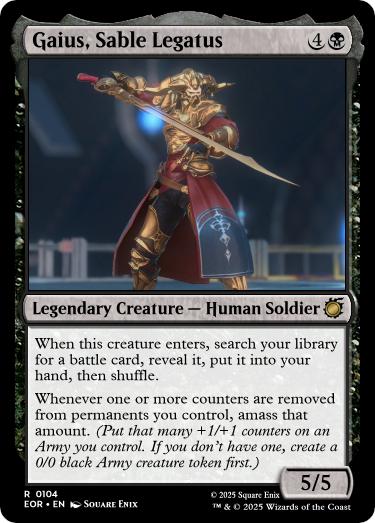 Gaius, Sable Legatus 4
Legendary Creature — Human Soldier
When this creature enters, search your library
for a battle card, reveal it, put it into your
hand, then shuffle.
Whenever one or more counters are removed
from permanents you control, amass that
amount. (Put that many +1/+1 counters on an
Army you control. If you don't have one, create a
0/0 black Army creature token first.)
5/5
R 0104
EOR • EN SQUARE ENIX
© 2025 Square Enix
™ & © 2025 Wizards of the Coast